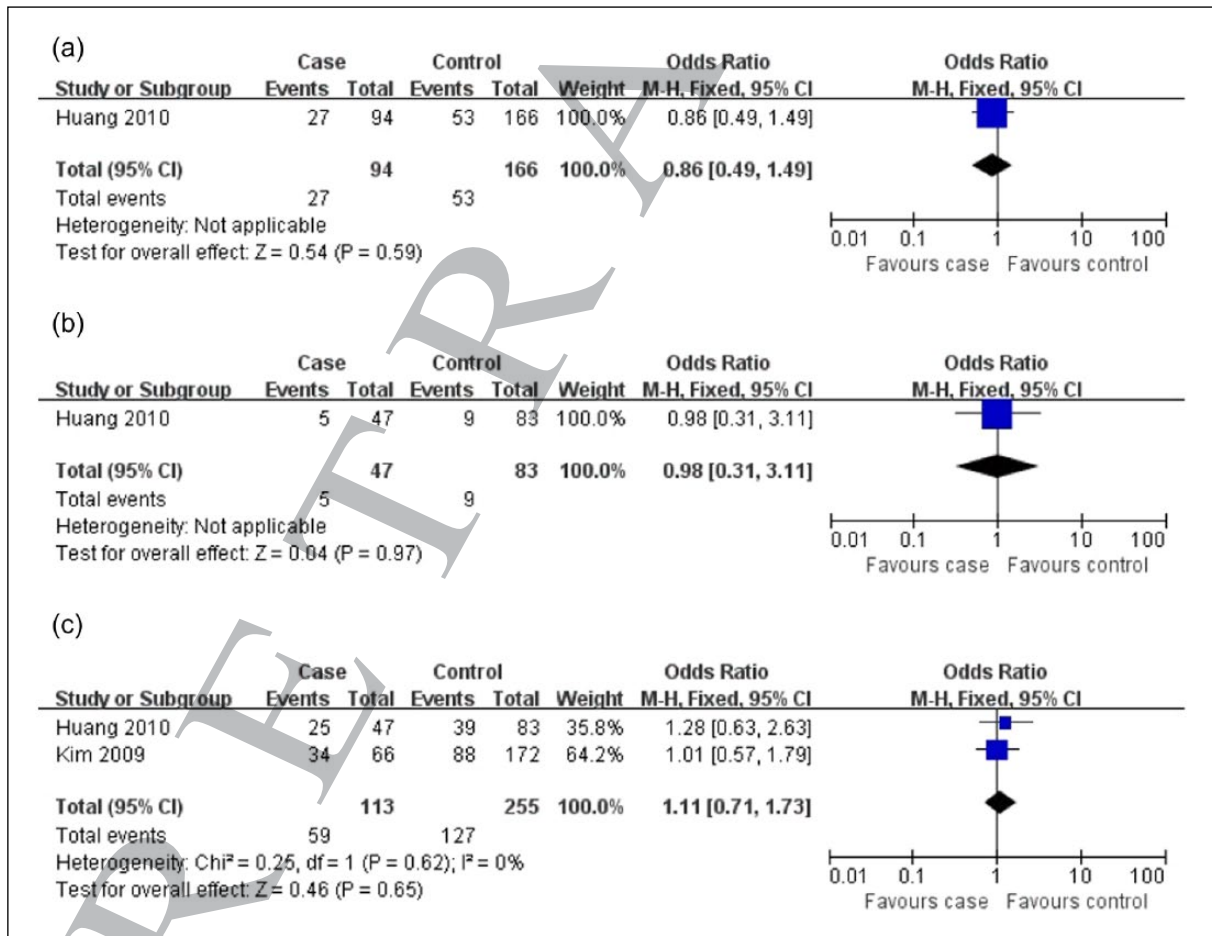 (a)
Case Control Odds Ratio Odds Ratio
Study or Subgroup Events Total Events Total Weight M-H, Fixed, 95% CI M-H, Fixed, 95% CI
Huang 2010 27 94 53 166 100.0% 0.86 [0.49, 1.49]
Total (95% CI) 94 166 100.0% 0.86 [0.49, 1.49]
Total events 27 53
Heterogeneity: Not applicable
Test for overall effect: Z = 0.54 (P = 0.59)
0.01 0.1 1 10 100
Favours case Favours control
(b)
Case Control Odds Ratio Odds Ratio
Study or Subgroup Events Total Events Total Weight M-H, Fixed, 95% CI M-H, Fixed, 95% CI
Huang 2010 5 47 9 83 100.0% 0.98 [0.31, 3.11]
Total (95% CI) 47 83 100.0% 0.98 [0.31, 3.11]
Total events 5 9
Heterogeneity: Not applicable
Test for overall effect: Z = 0.04 (P = 0.97)
0.01 0.1 1 10 100
Favours case Favours control
(c)
Case Control Odds Ratio Odds Ratio
Study or Subgroup Events Total Events Total Weight M-H, Fixed, 95% CI M-H, Fixed, 95% CI
Huang 2010 25 47 39 83 35.8% 1.28 [0.63, 2.63]
Kim 2009 34 66 88 172 64.2% 1.01 [0.57, 1.79]
Total (95% CI) 113 255 100.0% 1.11 [0.71, 1.73]
Total events 59 127
Heterogeneity: Chi² = 0.25, df = 1 (P = 0.62); I² = 0%
Test for overall effect: Z = 0.46 (P = 0.65)
0.01 0.1 1 10 100
Favours case Favours control
RETRA